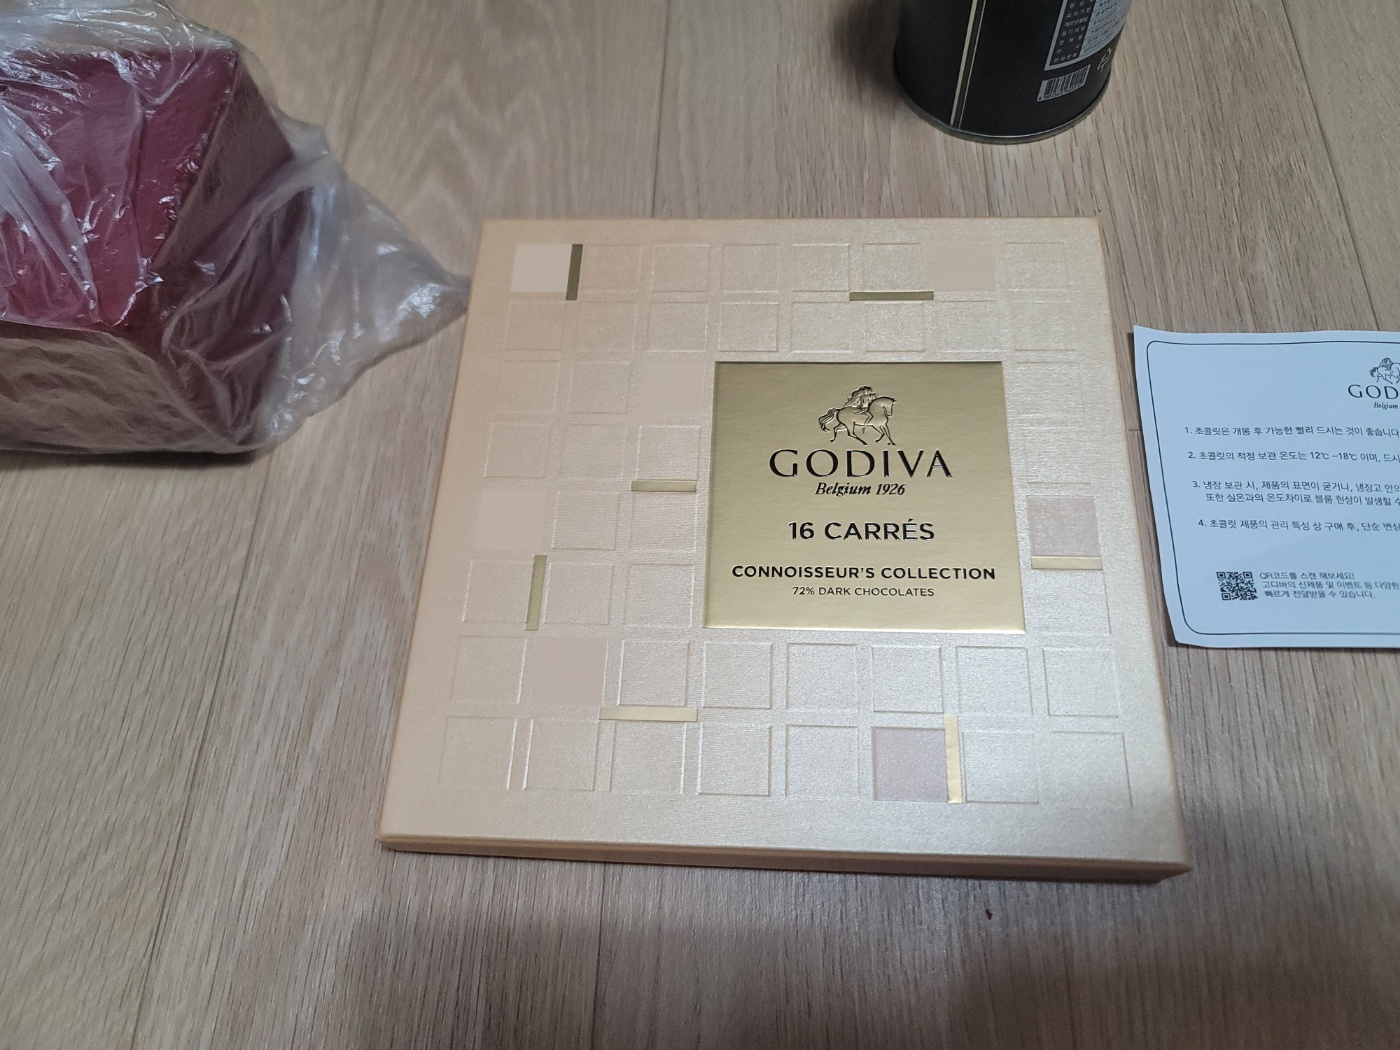 GODIVA
Belgium 1926
16 CARRÉS
CONNOISSEUR'S COLLECTION
72% DARK CHOCOLATES
GOD
Belgium
1. 초콜릿은 개봉 후 가능한 빨리 드시는 것이 좋습니다
2. 초콜릿의 적정 보관 온도는 12℃ ~18℃ 이며, 드시
3. 냉장 보관 시, 제품의 표면이 굳거나, 냉장고 안의
또한 실온과의 온도차이로 블룸 현상이 발생할 수
4. 초콜릿 제품의 관리 특성 상 구매 후, 단순 변심
QR코드를 스캔 해보세요!
고디바의 신제품 및 이벤트 등 다양한
빠르게 전달받을 수 있습니다.